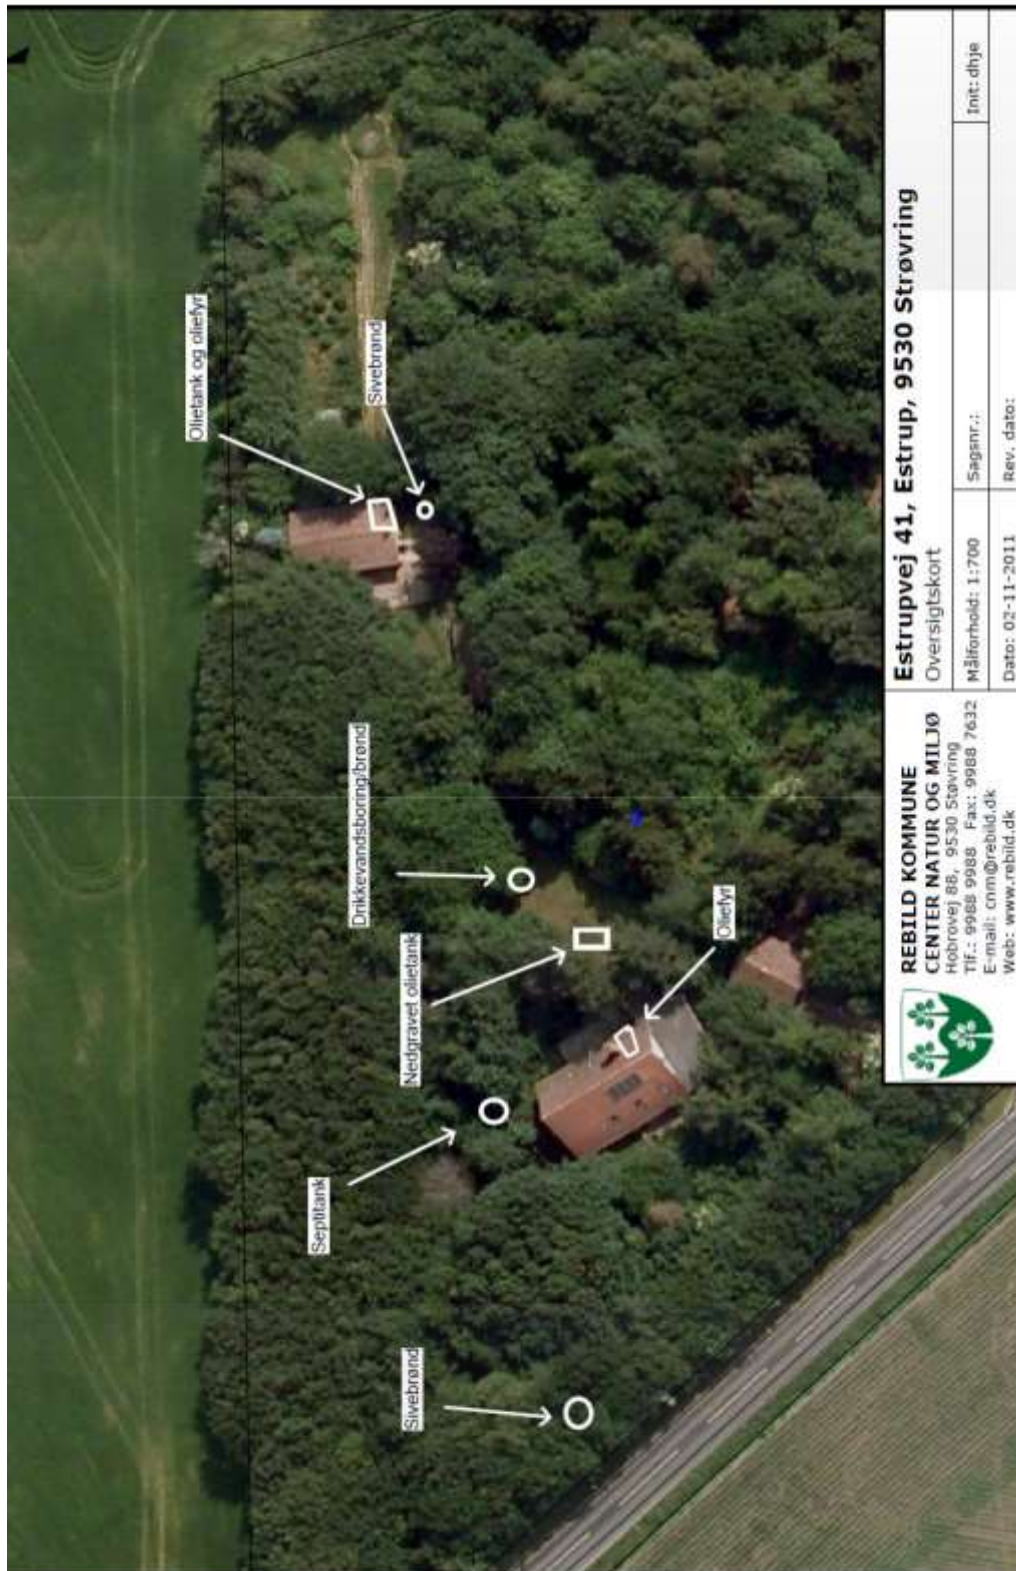 Olietank og oliefyr
Sivebrønd
Drikkevandsboring/brønd
Nedgravet olietank
Oliefyr
Septitank
Sivebrønd
REBILD KOMMUNE
CENTER NATUR OG MILJØ
Hobrovej 88, 9530 Støvring
Tlf.: 9988 9988 Fax: 9988 7632
E-mail: cnm@rebild.dk
Web: www.rebild.dk
Estrupvej 41, Estrup, 9530 Strøvring
Oversigtskort
Målforhold: 1:700
Sagsnr.:
Init: dhje
Dato: 02-11-2011
Rev. dato: